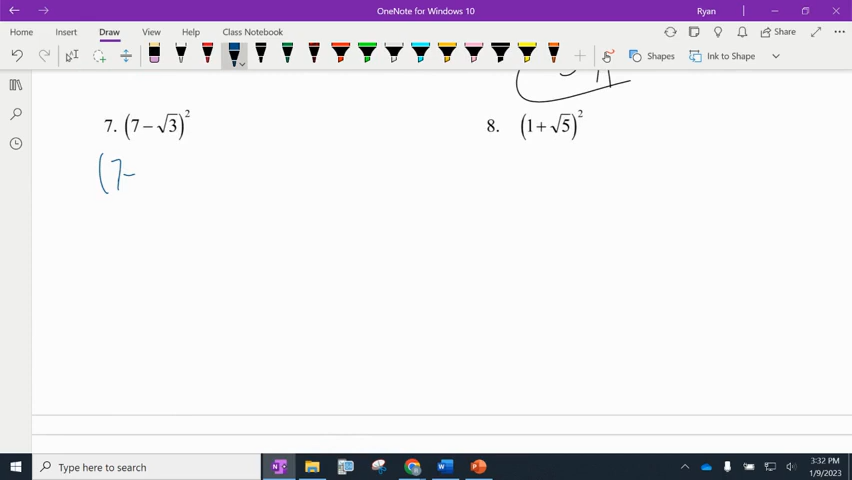 OneNote for Windows 10
Ryan
Home Insert Draw View Help Class Notebook
Share
Shapes Ink to Shape
7. (7 − √3)² 8. (1 + √5)²
(7-
Type here to search
3:32 PM
1/9/2023